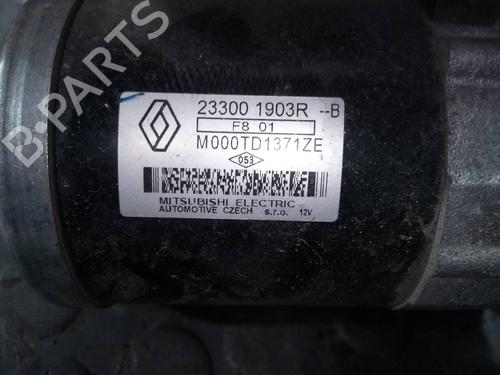 23300 1903R --B
F8 01
M000TD1371ZE
053
MITSUBISHI ELECTRIC
AUTOMOTIVE CZECH s.r.o. 12V
B-PARTS